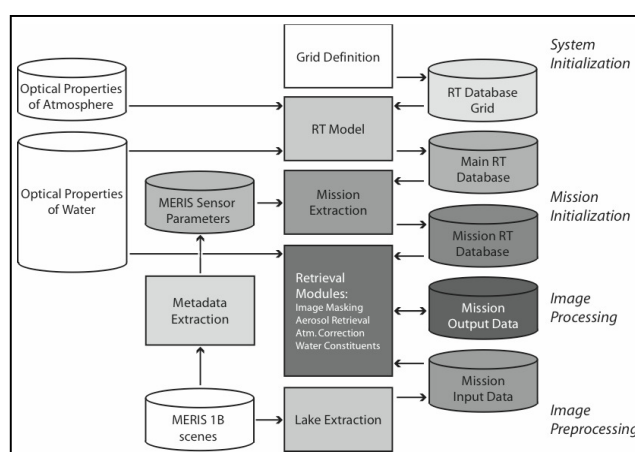 Grid Definition
System
Initialization
Optical Properties
of Atmosphere
RT Database
Grid
RT Model
Optical Properties
of Water
Main RT
Database
MERIS Sensor
Parameters
Mission
Extraction
Mission
Initialization
Mission RT
Database
Retrieval
Modules:
Image Masking
Aerosol Retrieval
Atm. Correction
Water Constituents
Metadata
Extraction
Mission
Output Data
Image
Processing
Mission
Input Data
MERIS 1B
scenes
Lake Extraction
Image
Preprocessing